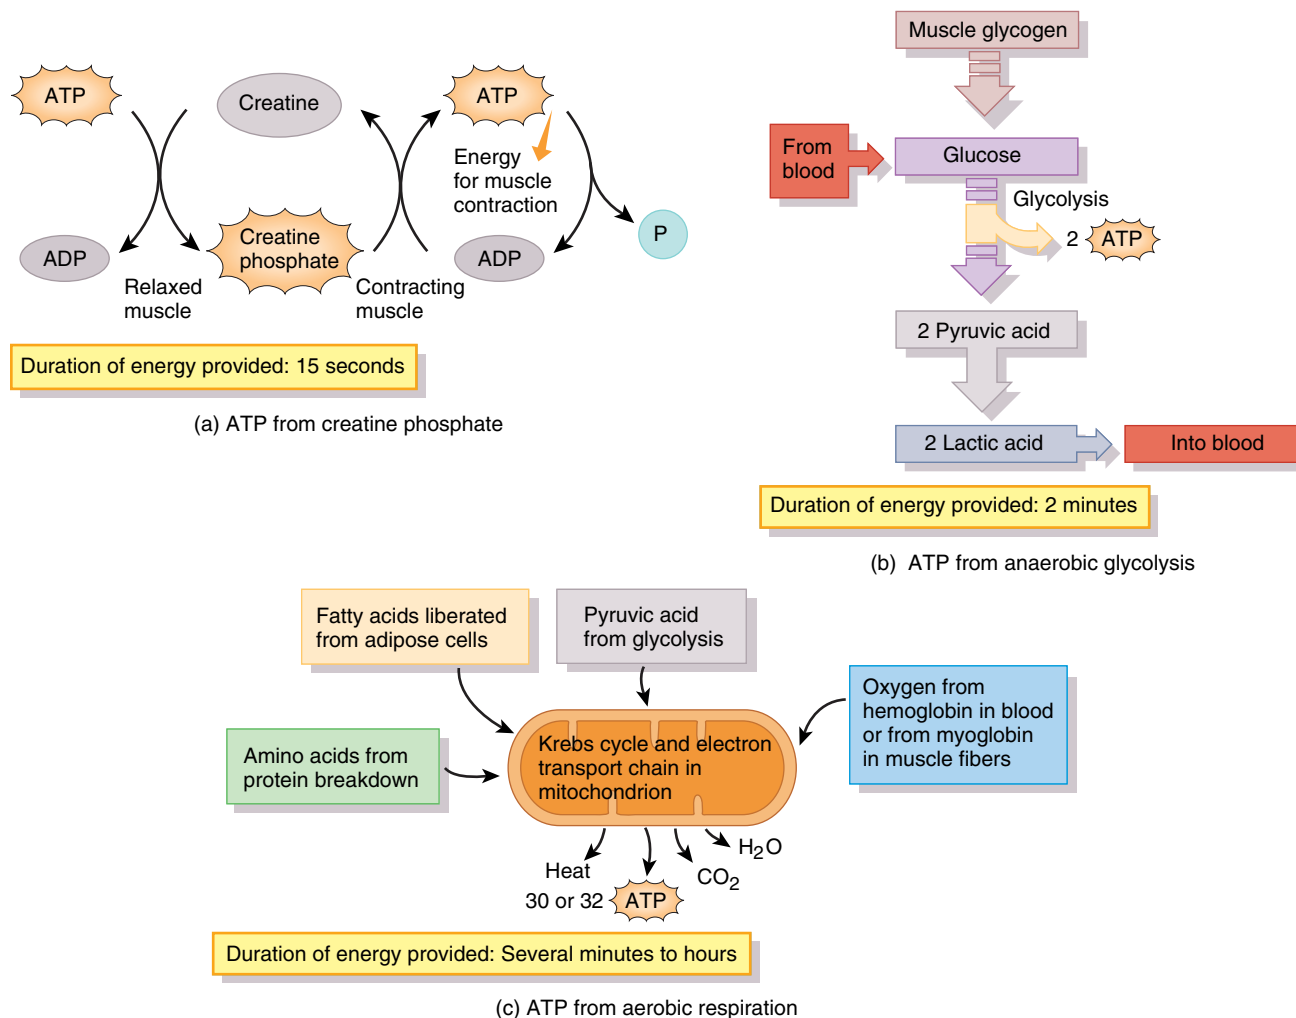 ATP
Creatine
ATP
Energy
for muscle
contraction
ADP
Creatine
phosphate
ADP
P
Relaxed
muscle
Contracting
muscle
Duration of energy provided: 15 seconds
(a) ATP from creatine phosphate
Muscle glycogen
From
blood
Glucose
Glycolysis
2 ATP
2 Pyruvic acid
2 Lactic acid
Into blood
Duration of energy provided: 2 minutes
(b) ATP from anaerobic glycolysis
Fatty acids liberated
from adipose cells
Pyruvic acid
from glycolysis
Oxygen from
hemoglobin in blood
or from myoglobin
in muscle fibers
Amino acids from
protein breakdown
Krebs cycle and electron
transport chain in
mitochondrion
Heat
30 or 32 ATP
CO2
H2O
Duration of energy provided: Several minutes to hours
(c) ATP from aerobic respiration